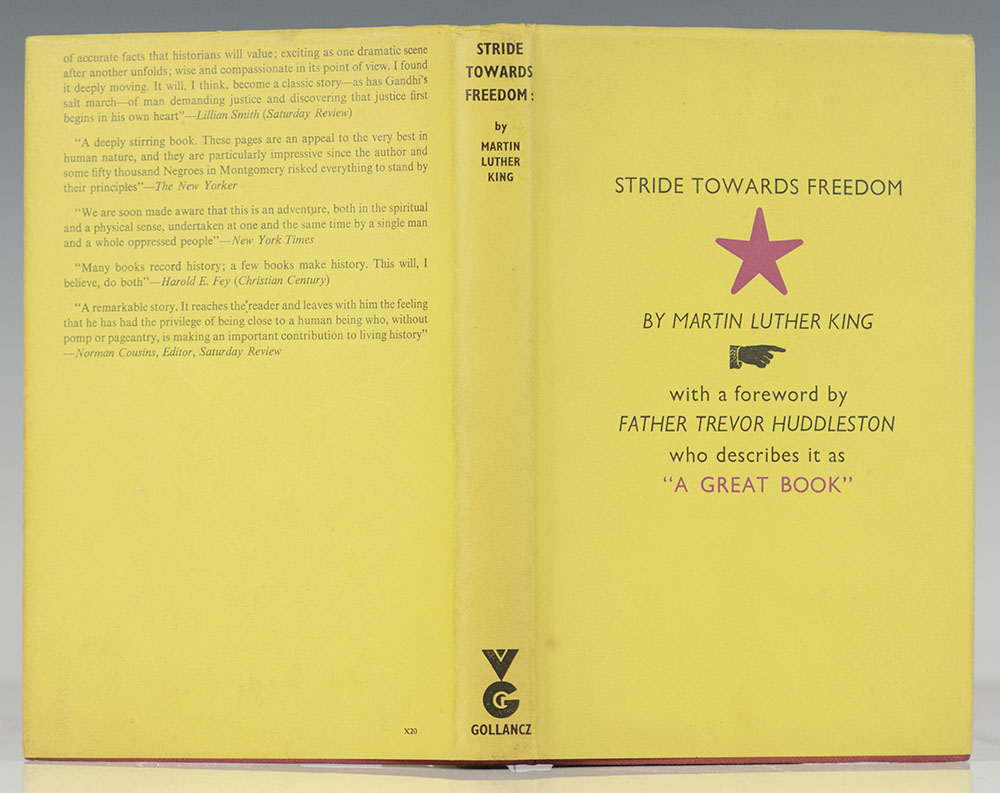 of accurate facts that historians will value; exciting as one dramatic scene
after another unfolds; wise and compassionate in its point of view. I found
it deeply moving. It will, I think, become a classic story—as has Gandhi's
salt march—of man demanding justice and discovering that justice first
begins in his own heart”—Lillian Smith (Saturday Review)
“A deeply stirring book. These pages are an appeal to the very best in
human nature, and they are particularly impressive since the author and
some fifty thousand Negroes in Montgomery risked everything to stand by
their principles”—The New Yorker
“We are soon made aware that this is an adventure, both in the spiritual
and a physical sense, undertaken at one and the same time by a single man
and a whole oppressed people”—New York Times
“Many books record history; a few books make history. This will, I
believe, do both”—Harold E. Fey (Christian Century)
“A remarkable story. It reaches the reader and leaves with him the feeling
that he has had the privilege of being close to a human being who, without
pomp or pageantry, is making an important contribution to living history”
—Norman Cousins, Editor, Saturday Review
X20
STRIDE
TOWARDS
FREEDOM:
by
MARTIN
LUTHER
KING
VG
GOLLANCZ
STRIDE TOWARDS FREEDOM
BY MARTIN LUTHER KING
with a foreword by
FATHER TREVOR HUDDLESTON
who describes it as
“A GREAT BOOK”